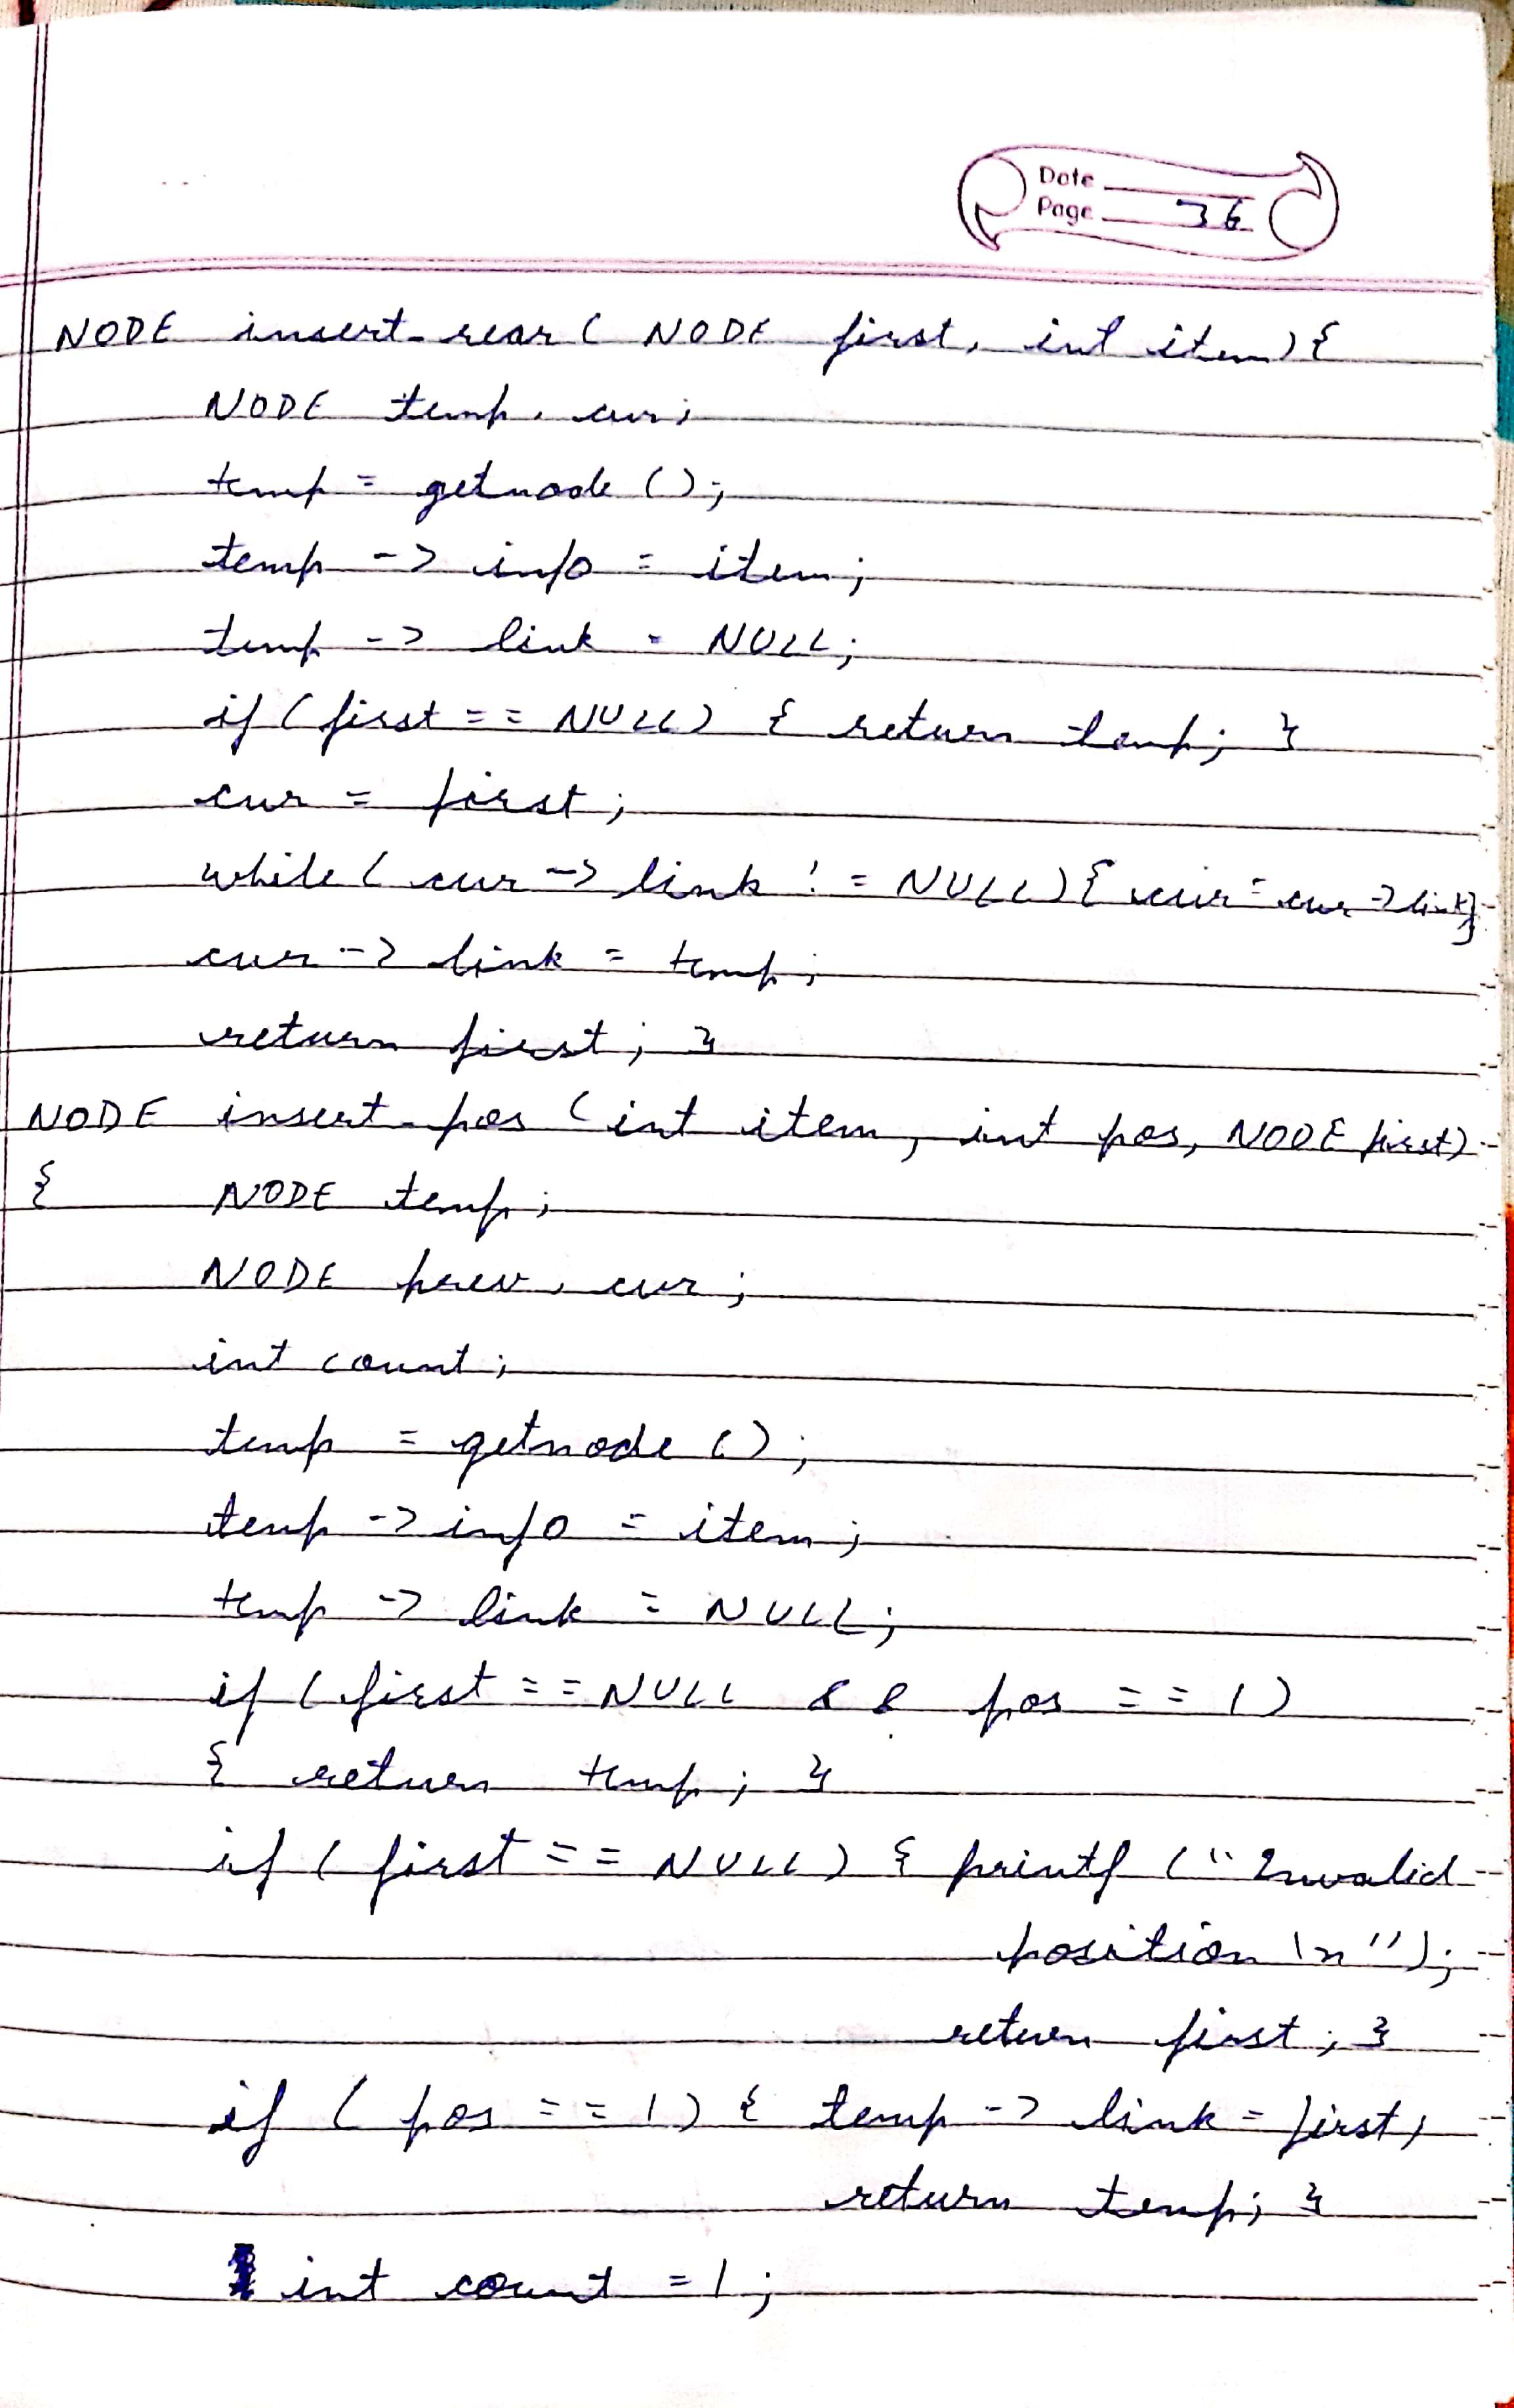 Date
Page 36
NODE insert_rear ( NODE first, int item) {
NODE temp, cur;
temp = getnode ();
temp -> info = item;
temp -> link = NULL;
if (first == NULL) { return temp; }
cur = first;
while ( cur -> link != NULL) { cur = cur -> link}
cur -> link = temp;
return first; }
NODE insert_pos (int item, int pos, NODE first)
{ NODE temp;
NODE prev, cur;
int count;
temp = getnode ();
temp -> info = item;
temp -> link = NULL;
if (first == NULL && pos == 1)
{ return temp; }
if (first == NULL) { printf ("Invalid
position \n");
return first; }
if ( pos == 1) { temp -> link = first;
return temp; }
int count = 1;